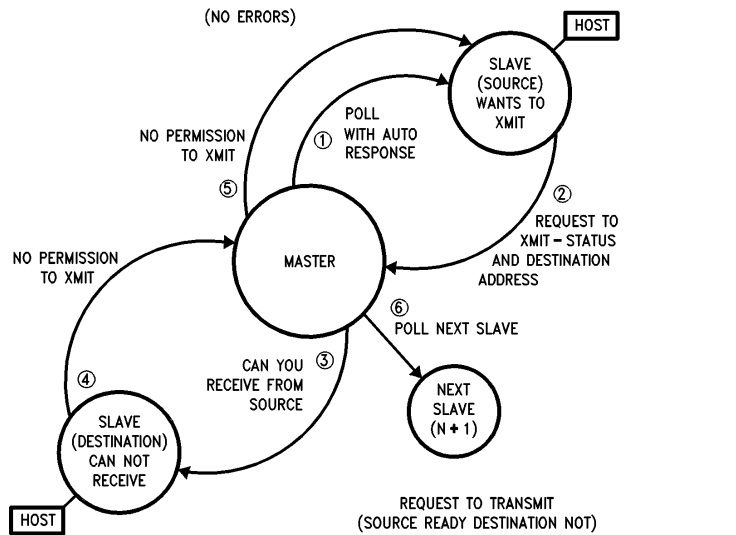 (NO ERRORS)
HOST
SLAVE
(SOURCE)
WANTS TO
XMIT
POLL
WITH AUTO
RESPONSE
①
NO PERMISSION
TO XMIT
⑤
②
REQUEST TO
XMIT – STATUS
AND DESTINATION
ADDRESS
MASTER
NO PERMISSION
TO XMIT
⑥
POLL NEXT SLAVE
③
CAN YOU
RECEIVE FROM
SOURCE
④
SLAVE
(DESTINATION)
CAN NOT
RECEIVE
NEXT
SLAVE
(N + 1)
HOST
REQUEST TO TRANSMIT
(SOURCE READY DESTINATION NOT)